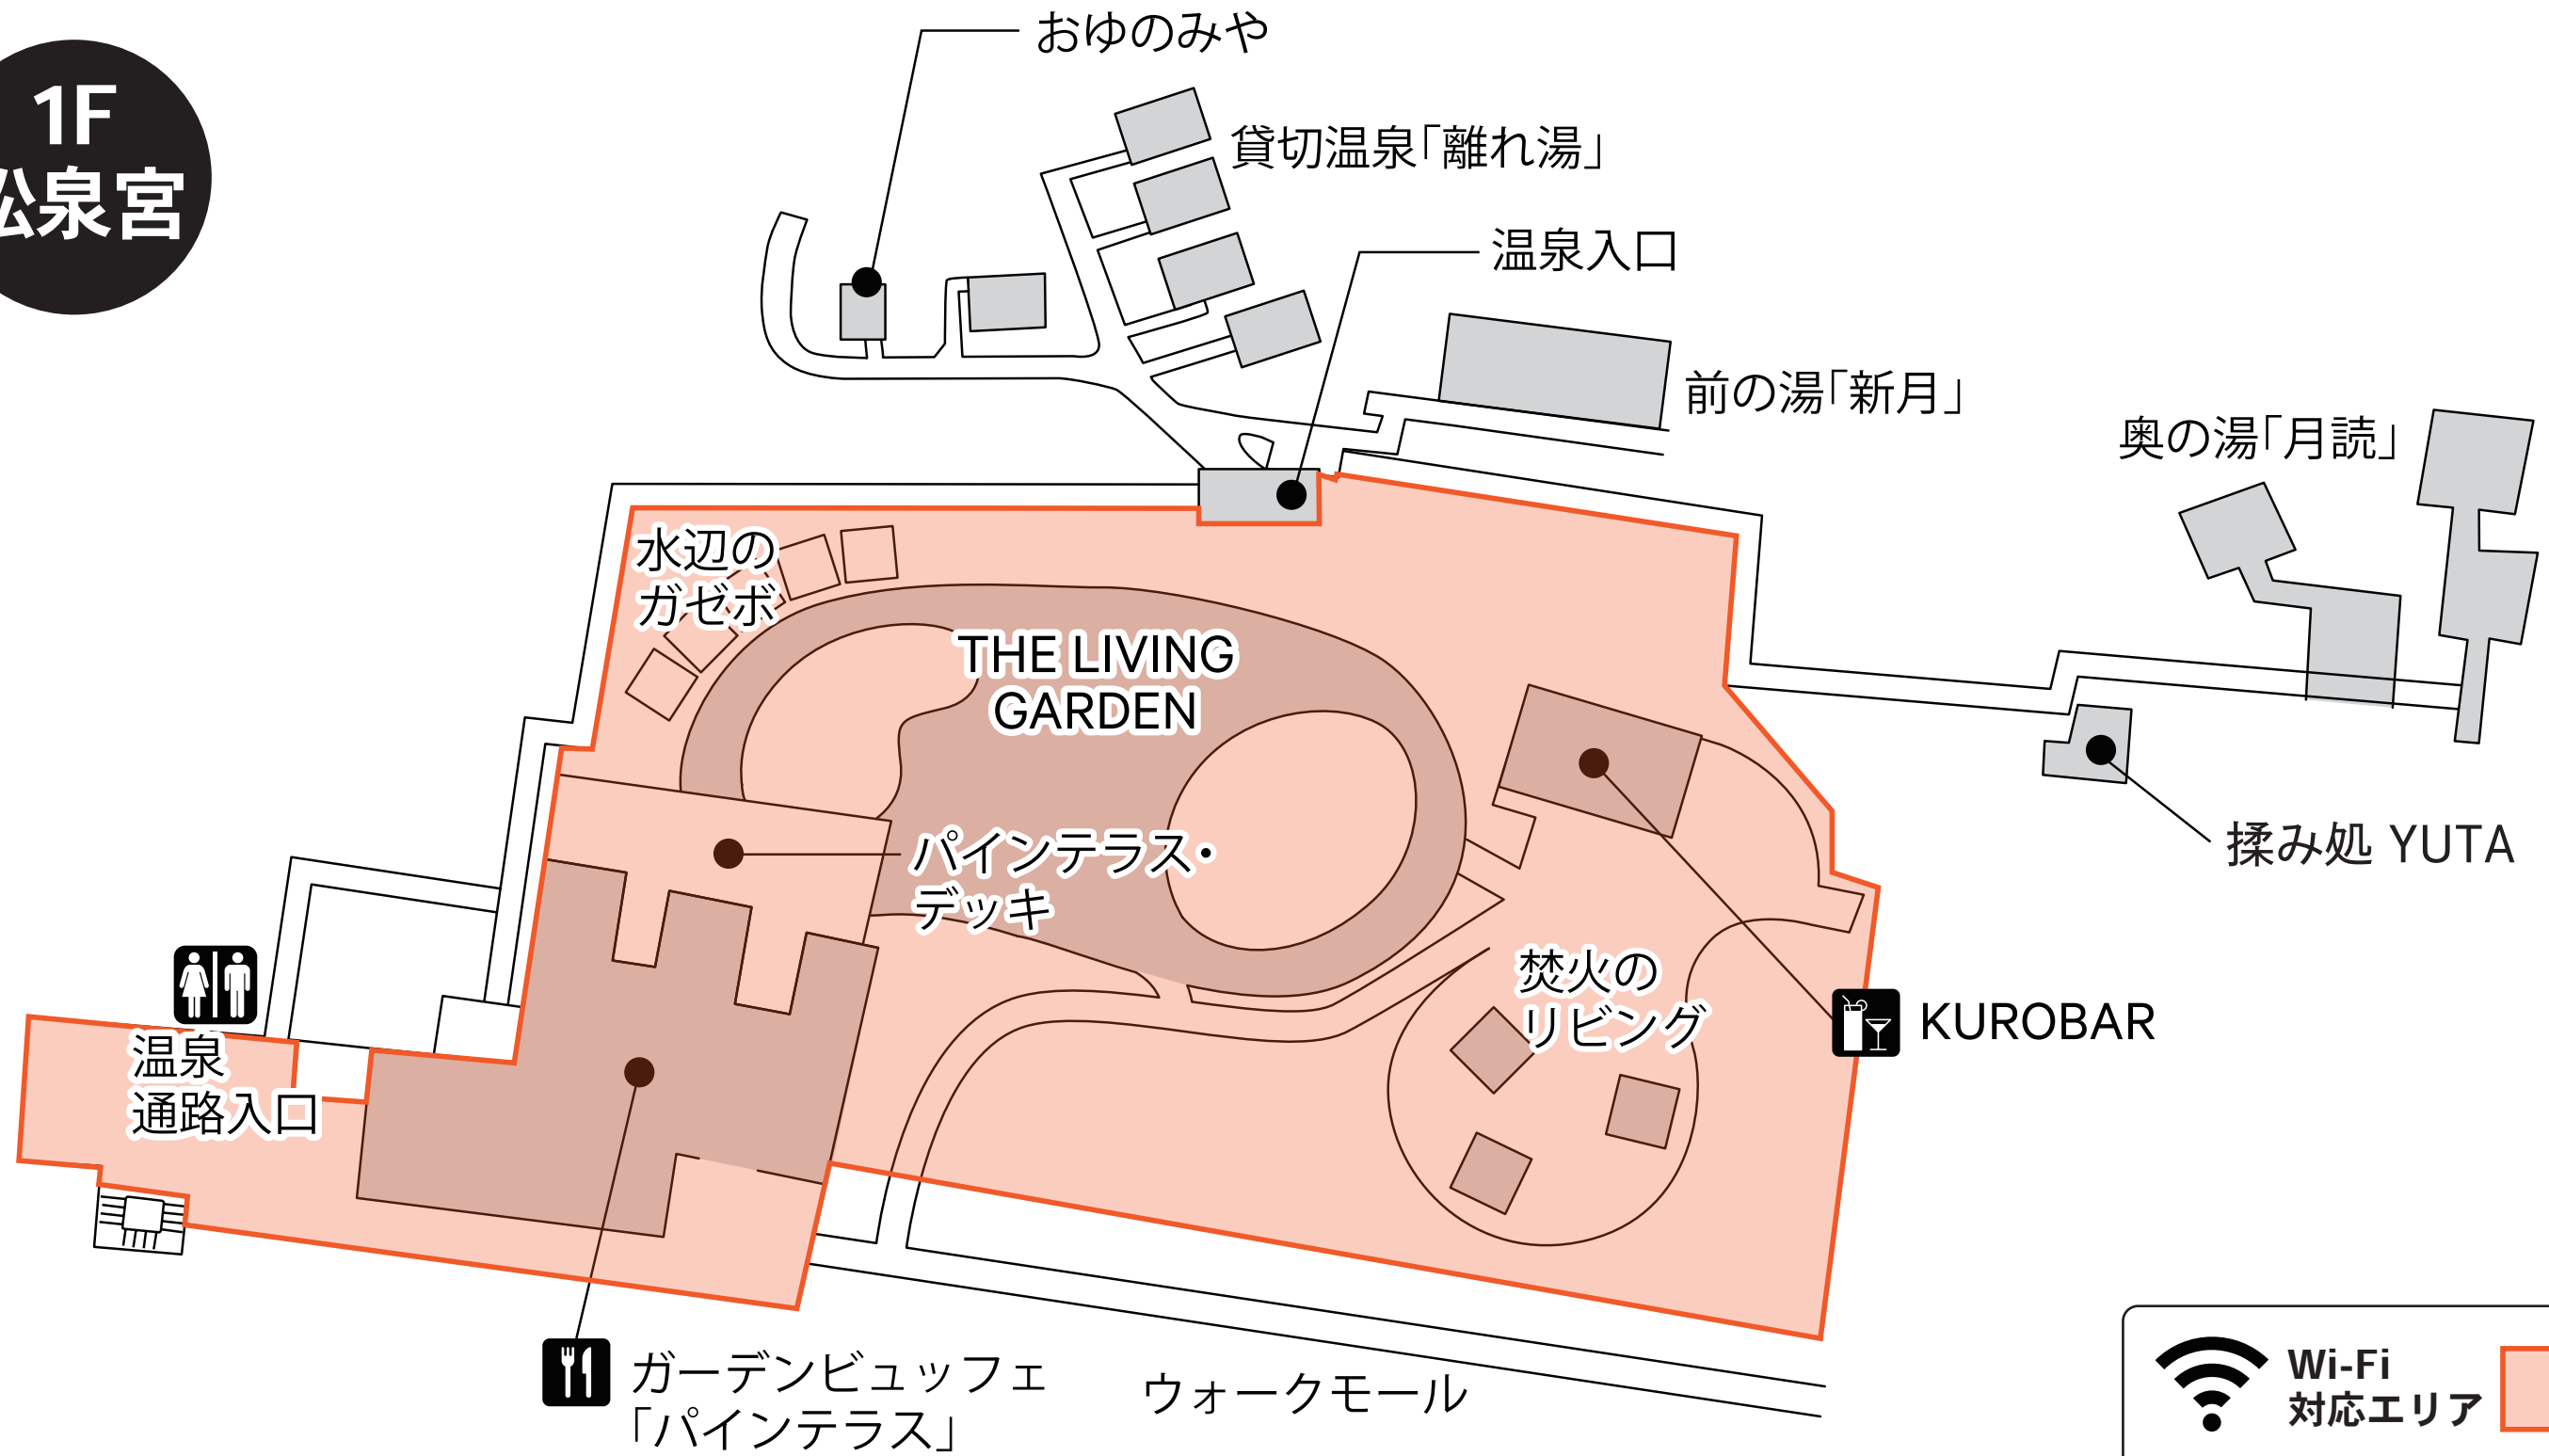 1F
松泉宮
おゆのみや
貸切温泉「離れ湯」
温泉入口
前の湯「新月」
奥の湯「月読」
水辺の
ガゼボ
THE LIVING
GARDEN
パインテラス・
デッキ
揉み処 YUTA
焚火の
リビング
KUROBAR
温泉
通路入口
ガーデンビュッフェ
「パインテラス」
ウォークモール
Wi-Fi
対応エリア